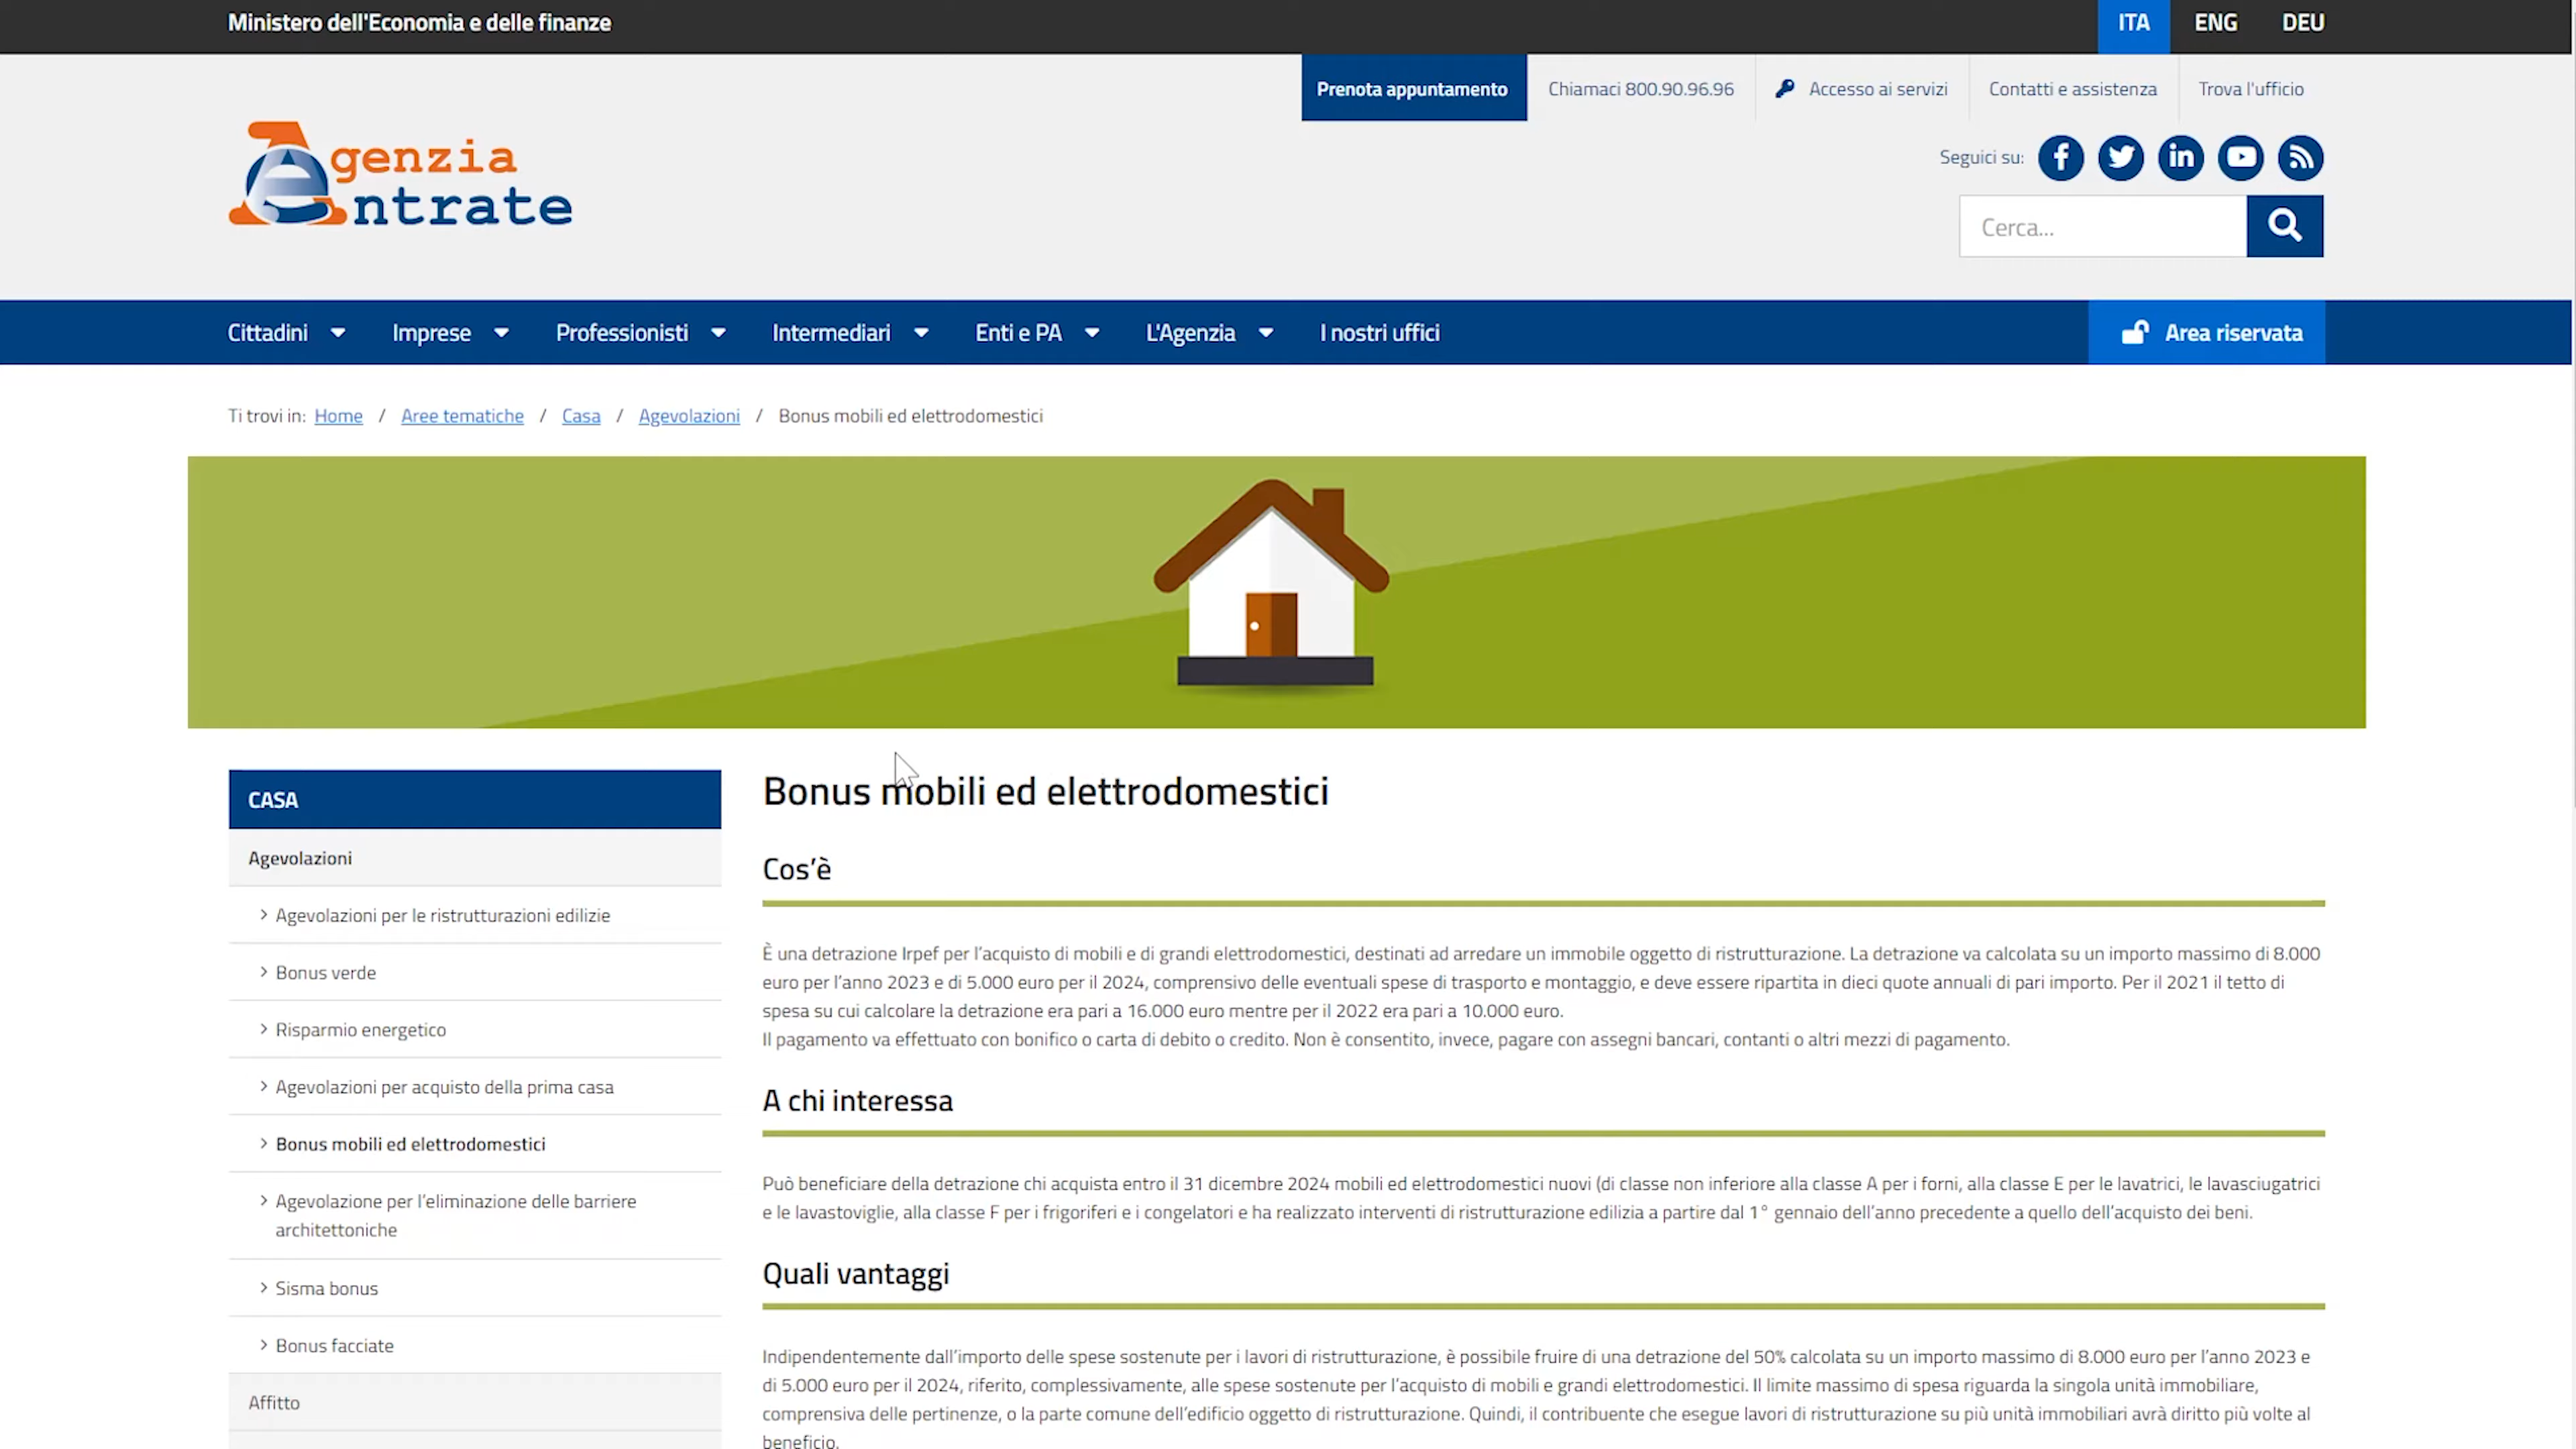 Ministero dell'Economia e delle finanze
ITA ENG DEU
Prenota appuntamento Chiamaci 800.90.96.96 Accesso ai servizi Contatti e assistenza Trova l'ufficio
Agenzia
Entrate
Seguici su:
Cerca...
Cittadini Imprese Professionisti Intermediari Enti e PA L'Agenzia I nostri uffici Area riservata
Ti trovi in: Home / Aree tematiche / Casa / Agevolazioni / Bonus mobili ed elettrodomestici
CASA
Agevolazioni
Agevolazioni per le ristrutturazioni edilizie
Bonus verde
Risparmio energetico
Agevolazioni per acquisto della prima casa
Bonus mobili ed elettrodomestici
Agevolazione per l'eliminazione delle barriere
architettoniche
Sisma bonus
Bonus facciate
Affitto
Bonus mobili ed elettrodomestici
Cos'è
È una detrazione Irpef per l'acquisto di mobili e di grandi elettrodomestici, destinati ad arredare un immobile oggetto di ristrutturazione. La detrazione va calcolata su un importo massimo di 8.000
euro per l'anno 2023 e di 5.000 euro per il 2024, comprensivo delle eventuali spese di trasporto e montaggio, e deve essere ripartita in dieci quote annuali di pari importo. Per il 2021 il tetto di
spesa su cui calcolare la detrazione era pari a 16.000 euro mentre per il 2022 era pari a 10.000 euro.
Il pagamento va effettuato con bonifico o carta di debito o credito. Non è consentito, invece, pagare con assegni bancari, contanti o altri mezzi di pagamento.
A chi interessa
Può beneficiare della detrazione chi acquista entro il 31 dicembre 2024 mobili ed elettrodomestici nuovi (di classe non inferiore alla classe A per i forni, alla classe E per le lavatrici, le lavasciugatrici
e le lavastoviglie, alla classe F per i frigoriferi e i congelatori e ha realizzato interventi di ristrutturazione edilizia a partire dal 1° gennaio dell'anno precedente a quello dell'acquisto dei beni.
Quali vantaggi
Indipendentemente dall'importo delle spese sostenute per i lavori di ristrutturazione, è possibile fruire di una detrazione del 50% calcolata su un importo massimo di 8.000 euro per l'anno 2023 e
di 5.000 euro per il 2024, riferito, complessivamente, alle spese sostenute per l'acquisto di mobili e grandi elettrodomestici. Il limite massimo di spesa riguarda la singola unità immobiliare,
comprensiva delle pertinenze, o la parte comune dell'edificio oggetto di ristrutturazione. Quindi, il contribuente che esegue lavori di ristrutturazione su più unità immobiliari avrà diritto più volte al
beneficio.